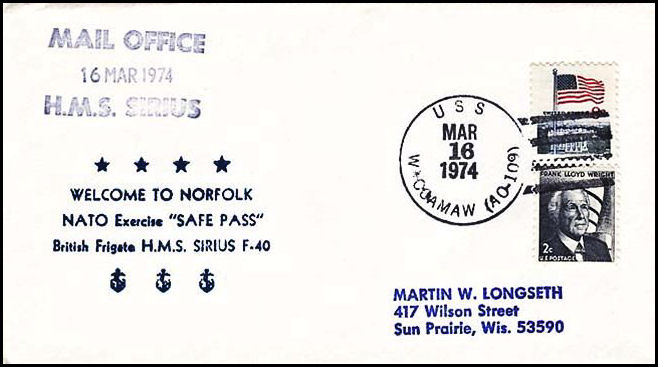 MAIL OFFICE
16 MAR 1974
H.M.S. SIRIUS
WELCOME TO NORFOLK
NATO Exercise "SAFE PASS"
British Frigate H.M.S. SIRIUS F-40
USS
MAR
16
1974
WACCAMAW (AO-109)
FRANK LLOYD WRIGHT
2c
U.S. POSTAGE
MARTIN W. LONGSETH
417 Wilson Street
Sun Prairie, Wis. 53590